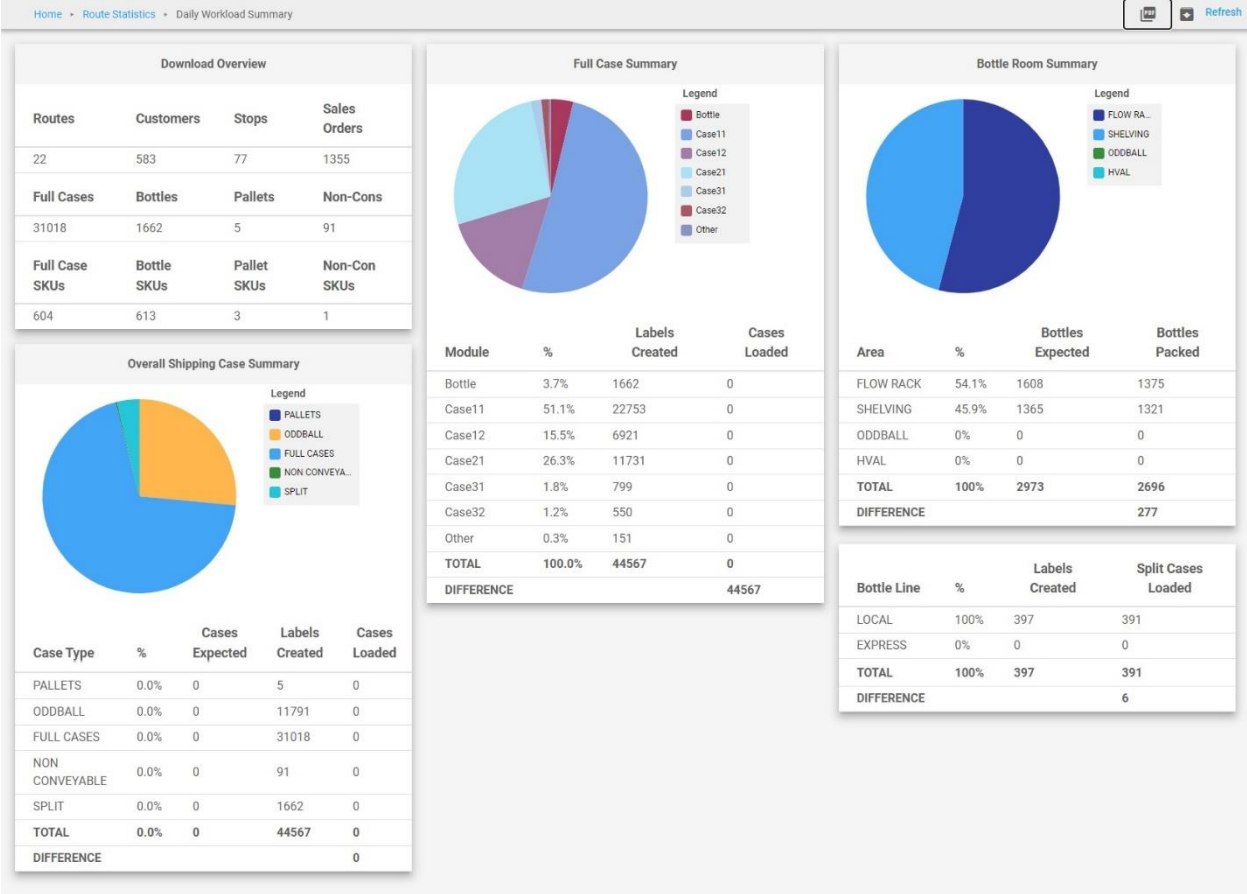 Home ▸ Route Statistics ▸ Daily Workload Summary
PDF
Refresh
Download Overview
Routes Customers Stops Sales
Orders
22 583 77 1355
Full Cases Bottles Pallets Non-Cons
31018 1662 5 91
Full Case Bottle Pallet Non-Con
SKUs SKUs SKUs SKUs
604 613 3 1
Overall Shipping Case Summary
Legend
PALLETS
ODDBALL
FULL CASES
NON CONVEYA...
SPLIT
Cases Labels Cases
Case Type % Expected Created Loaded
PALLETS 0.0% 0 5 0
ODDBALL 0.0% 0 11791 0
FULL CASES 0.0% 0 31018 0
NON
CONVEYABLE 0.0% 0 91 0
SPLIT 0.0% 0 1662 0
TOTAL 0.0% 0 44567 0
DIFFERENCE 0
Full Case Summary
Legend
Bottle
Case11
Case12
Case21
Case31
Case32
Other
Labels Cases
Module % Created Loaded
Bottle 3.7% 1662 0
Case11 51.1% 22753 0
Case12 15.5% 6921 0
Case21 26.3% 11731 0
Case31 1.8% 799 0
Case32 1.2% 550 0
Other 0.3% 151 0
TOTAL 100.0% 44567 0
DIFFERENCE 44567
Bottle Room Summary
Legend
FLOW RA...
SHELVING
ODDBALL
HVAL
Bottles Bottles
Area % Expected Packed
FLOW RACK 54.1% 1608 1375
SHELVING 45.9% 1365 1321
ODDBALL 0% 0 0
HVAL 0% 0 0
TOTAL 100% 2973 2696
DIFFERENCE 277
Labels Split Cases
Bottle Line % Created Loaded
LOCAL 100% 397 391
EXPRESS 0% 0 0
TOTAL 100% 397 391
DIFFERENCE 6